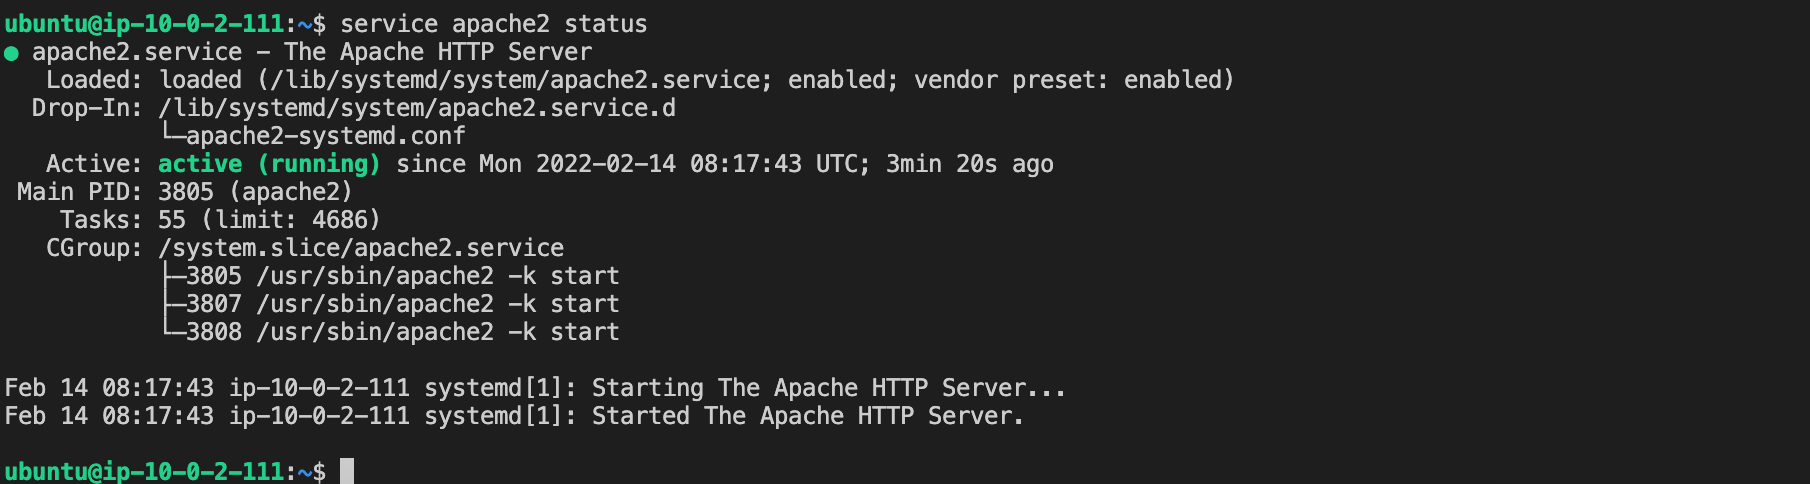 ubuntu@ip-10-0-2-111:~$ service apache2 status
● apache2.service - The Apache HTTP Server
   Loaded: loaded (/lib/systemd/system/apache2.service; enabled; vendor preset: enabled)
  Drop-In: /lib/systemd/system/apache2.service.d
           └─apache2-systemd.conf
   Active: active (running) since Mon 2022-02-14 08:17:43 UTC; 3min 20s ago
 Main PID: 3805 (apache2)
    Tasks: 55 (limit: 4686)
   CGroup: /system.slice/apache2.service
           ├─3805 /usr/sbin/apache2 -k start
           ├─3807 /usr/sbin/apache2 -k start
           └─3808 /usr/sbin/apache2 -k start

Feb 14 08:17:43 ip-10-0-2-111 systemd[1]: Starting The Apache HTTP Server...
Feb 14 08:17:43 ip-10-0-2-111 systemd[1]: Started The Apache HTTP Server.

ubuntu@ip-10-0-2-111:~$